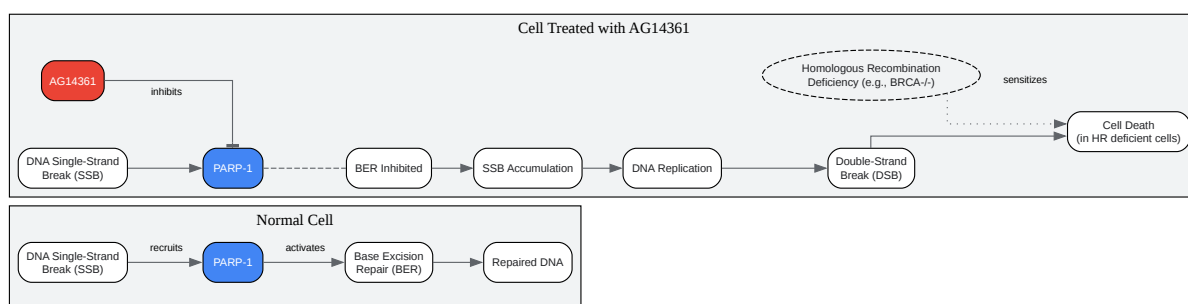 Cell Treated with AG14361
AG14361
inhibits
Homologous Recombination
Deficiency (e.g., BRCA-/-)
sensitizes
Cell Death
(in HR deficient cells)
DNA Single-Strand
Break (SSB)
PARP-1
BER Inhibited
SSB Accumulation
DNA Replication
Double-Strand
Break (DSB)
Normal Cell
DNA Single-Strand
Break (SSB)
recruits
PARP-1
activates
Base Excision
Repair (BER)
Repaired DNA